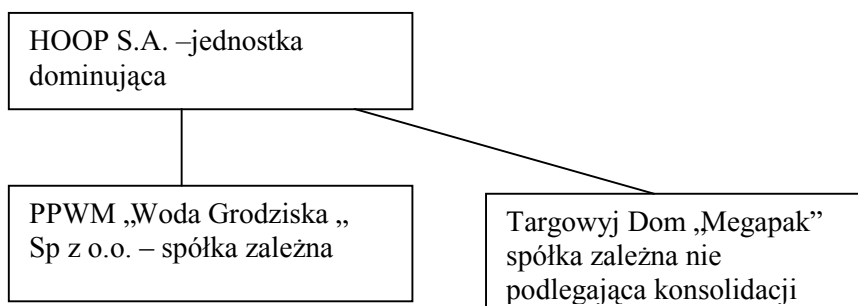 HOOP S.A. –jednostka
dominująca
PPWM „Woda Grodziska „
Sp z o.o. – spółka zależna
Targowyj Dom „Megapak”
spółka zależna nie
podlegająca konsolidacji